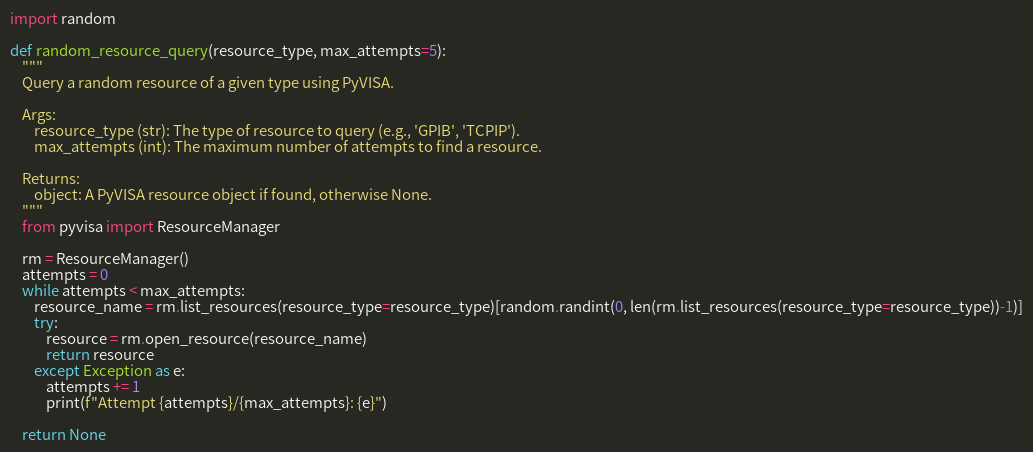 import random
def random_resource_query(resource_type, max_attempts=5):
"""
Query a random resource of a given type using PyVISA.
Args:
resource_type (str): The type of resource to query (e.g., 'GPIB', 'TCPIP').
max_attempts (int): The maximum number of attempts to find a resource.
Returns:
object: A PyVISA resource object if found, otherwise None.
"""
from pyvisa import ResourceManager
rm = ResourceManager()
attempts = 0
while attempts < max_attempts:
resource_name = rm.list_resources(resource_type=resource_type)[random.randint(0, len(rm.list_resources(resource_type=resource_type))-1)]
try:
resource = rm.open_resource(resource_name)
return resource
except Exception as e:
attempts += 1
print(f"Attempt {attempts}/{max_attempts}: {e}")
return None